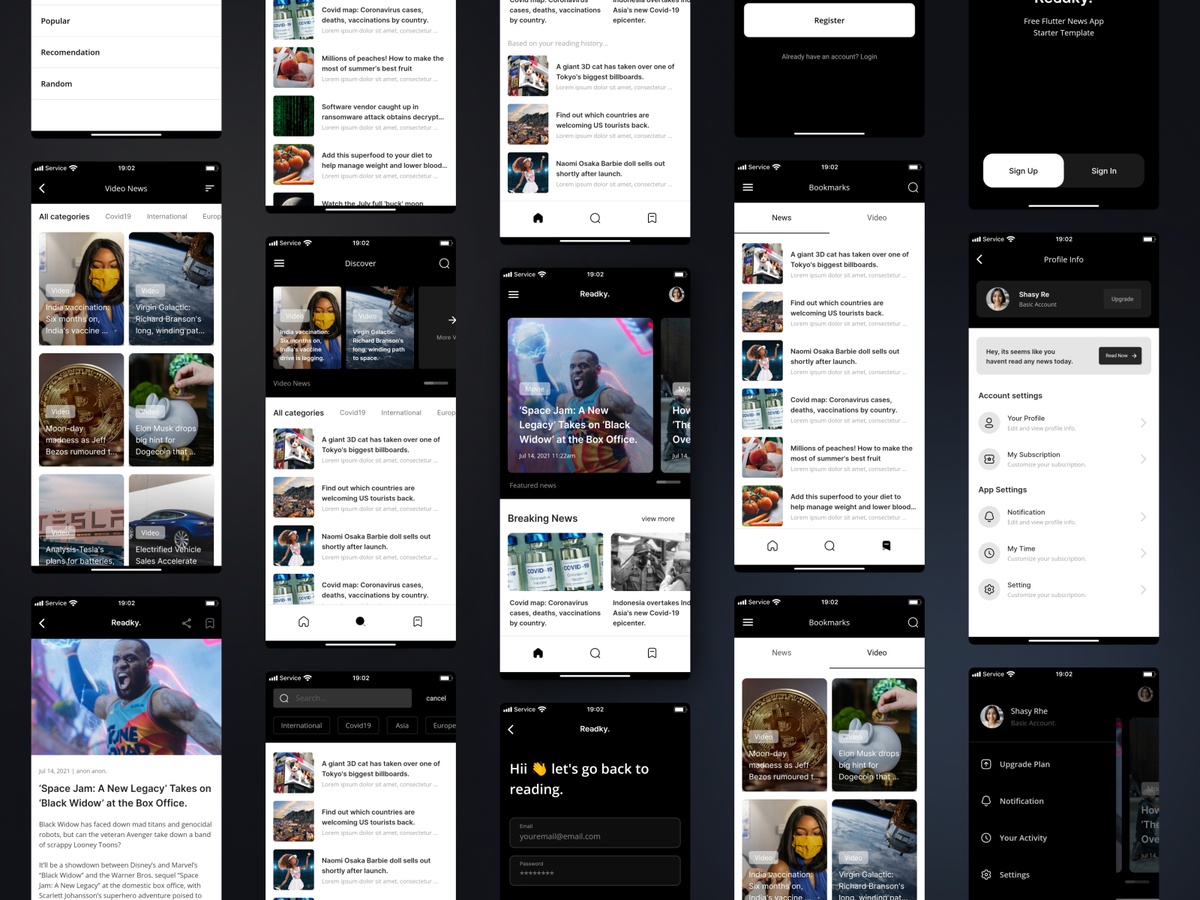 Popular
Recomendation
Random
Service
19:02
Video News
All categories
Covid19
International
Europ
Video
India vaccination:
Six months on,
India's vaccine ...
Video
Virgin Galactic:
Richard Branson's
long, winding pat...
Video
Moon-day
madness as Jeff
Bezos rumoured t...
Video
Elon Musk drops
big hint for
Dogecoin that ...
Video
Analysis-Tesla's
plans for batteries,
Video
Electrified Vehicle
Sales Accelerate
Service
19:02
Readky.
Jul 14, 2021 | anon anon.
'Space Jam: A New Legacy' Takes on
'Black Widow' at the Box Office.
Black Widow has faced down mad titans and genocidal
robots, but can the veteran Avenger take down a band
of scrappy Looney Toons?
It'll be a showdown between Disney's and Marvel's
"Black Widow" and the Warner Bros. sequel "Space
Jam: A New Legacy" at the domestic box office, with
Scarlett Johansson's superhero adventure poised to
Covid map: Coronavirus cases,
deaths, vaccinations by country.
Lorem ipsum dolor sit amet, consectetur ...
Millions of peaches! How to make the
most of summer's best fruit
Lorem ipsum dolor sit amet, consectetur ...
Software vendor caught up in
ransomware attack obtains decrypt...
Lorem ipsum dolor sit amet, consectetur ...
Add this superfood to your diet to
help manage weight and lower blood...
Lorem ipsum dolor sit amet, consectetur ...
Watch the July full 'buck' moon
Service
19:02
Discover
Video
India vaccination:
Six months on,
India's vaccine
drive is lagging.
Video
Virgin Galactic:
Richard Branson's
long, winding path
to space.
More V
Video News
All categories
Covid19
International
Europ
A giant 3D cat has taken over one of
Tokyo's biggest billboards.
Lorem ipsum dolor sit amet, consectetur ...
Find out which countries are
welcoming US tourists back.
Lorem ipsum dolor sit amet, consectetur ...
Naomi Osaka Barbie doll sells out
shortly after launch.
Lorem ipsum dolor sit amet, consectetur ...
Covid map: Coronavirus cases,
deaths, vaccinations by country.
Service
19:02
Search...
cancel
International
Covid19
Asia
Europe
A giant 3D cat has taken over one of
Tokyo's biggest billboards.
Lorem ipsum dolor sit amet, consectetur ...
Find out which countries are
welcoming US tourists back.
Lorem ipsum dolor sit amet, consectetur ...
Naomi Osaka Barbie doll sells out
shortly after launch.
Lorem ipsum dolor sit amet, consectetur ...
Covid map: Coronavirus cases,
cases, deaths, vaccinations
by country.
Asia's new Covid-19
epicenter.
Based on your reading history...
A giant 3D cat has taken over one of
Tokyo's biggest billboards.
Lorem ipsum dolor sit amet, consectetur ...
Find out which countries are
welcoming US tourists back.
Lorem ipsum dolor sit amet, consectetur ...
Naomi Osaka Barbie doll sells out
shortly after launch.
Lorem ipsum dolor sit amet, consectetur ...
Service
19:02
Readky.
Movie
'Space Jam: A New
Legacy' Takes on 'Black
Widow' at the Box Office.
Jul 14, 2021 11:22am
Mov
How
'The
Ove
Jul 14
Featured news
Breaking News
view more
COVID-19
Covid map: Coronavirus
cases, deaths, vaccinations
by country.
Indonesia overtakes Ind
Asia's new Covid-19
epicenter.
Service
19:02
Readky.
Hii 👋 let's go back to
reading.
Email
youremail@email.com
Password
********
Register
Already have an account? Login
Service
19:02
Bookmarks
News
Video
A giant 3D cat has taken over one of
Tokyo's biggest billboards.
Lorem ipsum dolor sit amet, consectetur ...
Find out which countries are
welcoming US tourists back.
Lorem ipsum dolor sit amet, consectetur ...
Naomi Osaka Barbie doll sells out
shortly after launch.
Lorem ipsum dolor sit amet, consectetur ...
Covid map: Coronavirus cases,
deaths, vaccinations by country.
Lorem ipsum dolor sit amet, consectetur ...
Millions of peaches! How to make the
most of summer's best fruit
Lorem ipsum dolor sit amet, consectetur ...
Add this superfood to your diet to
help manage weight and lower blood...
Lorem ipsum dolor sit amet, consectetur ...
Service
19:02
Bookmarks
News
Video
Video
Moon-day
madness as Jeff
Bezos rumoured t...
Video
Elon Musk drops
big hint for
Dogecoin that ...
Video
India vaccination:
Six months on,
India's vaccine
Video
Virgin Galactic:
Richard Branson's
long, winding pat...
Readky.
Free Flutter News App
Starter Template
Sign Up
Sign In
Service
19:02
Profile Info
Shasy Re
Basic Account
Upgrade
Hey, its seems like you
havent read any news today.
Read Now
Account settings
Your Profile
Edit and view profile info.
My Subscription
Customize your subscription.
App Settings
Notification
Edit and view profile info.
My Time
Customize your subscription.
Setting
Customize your subscription.
Service
19:02
Shasy Rhe
Basic Account.
Upgrade Plan
Notification
Your Activity
Settings
How
'The
Ove
Jul 14